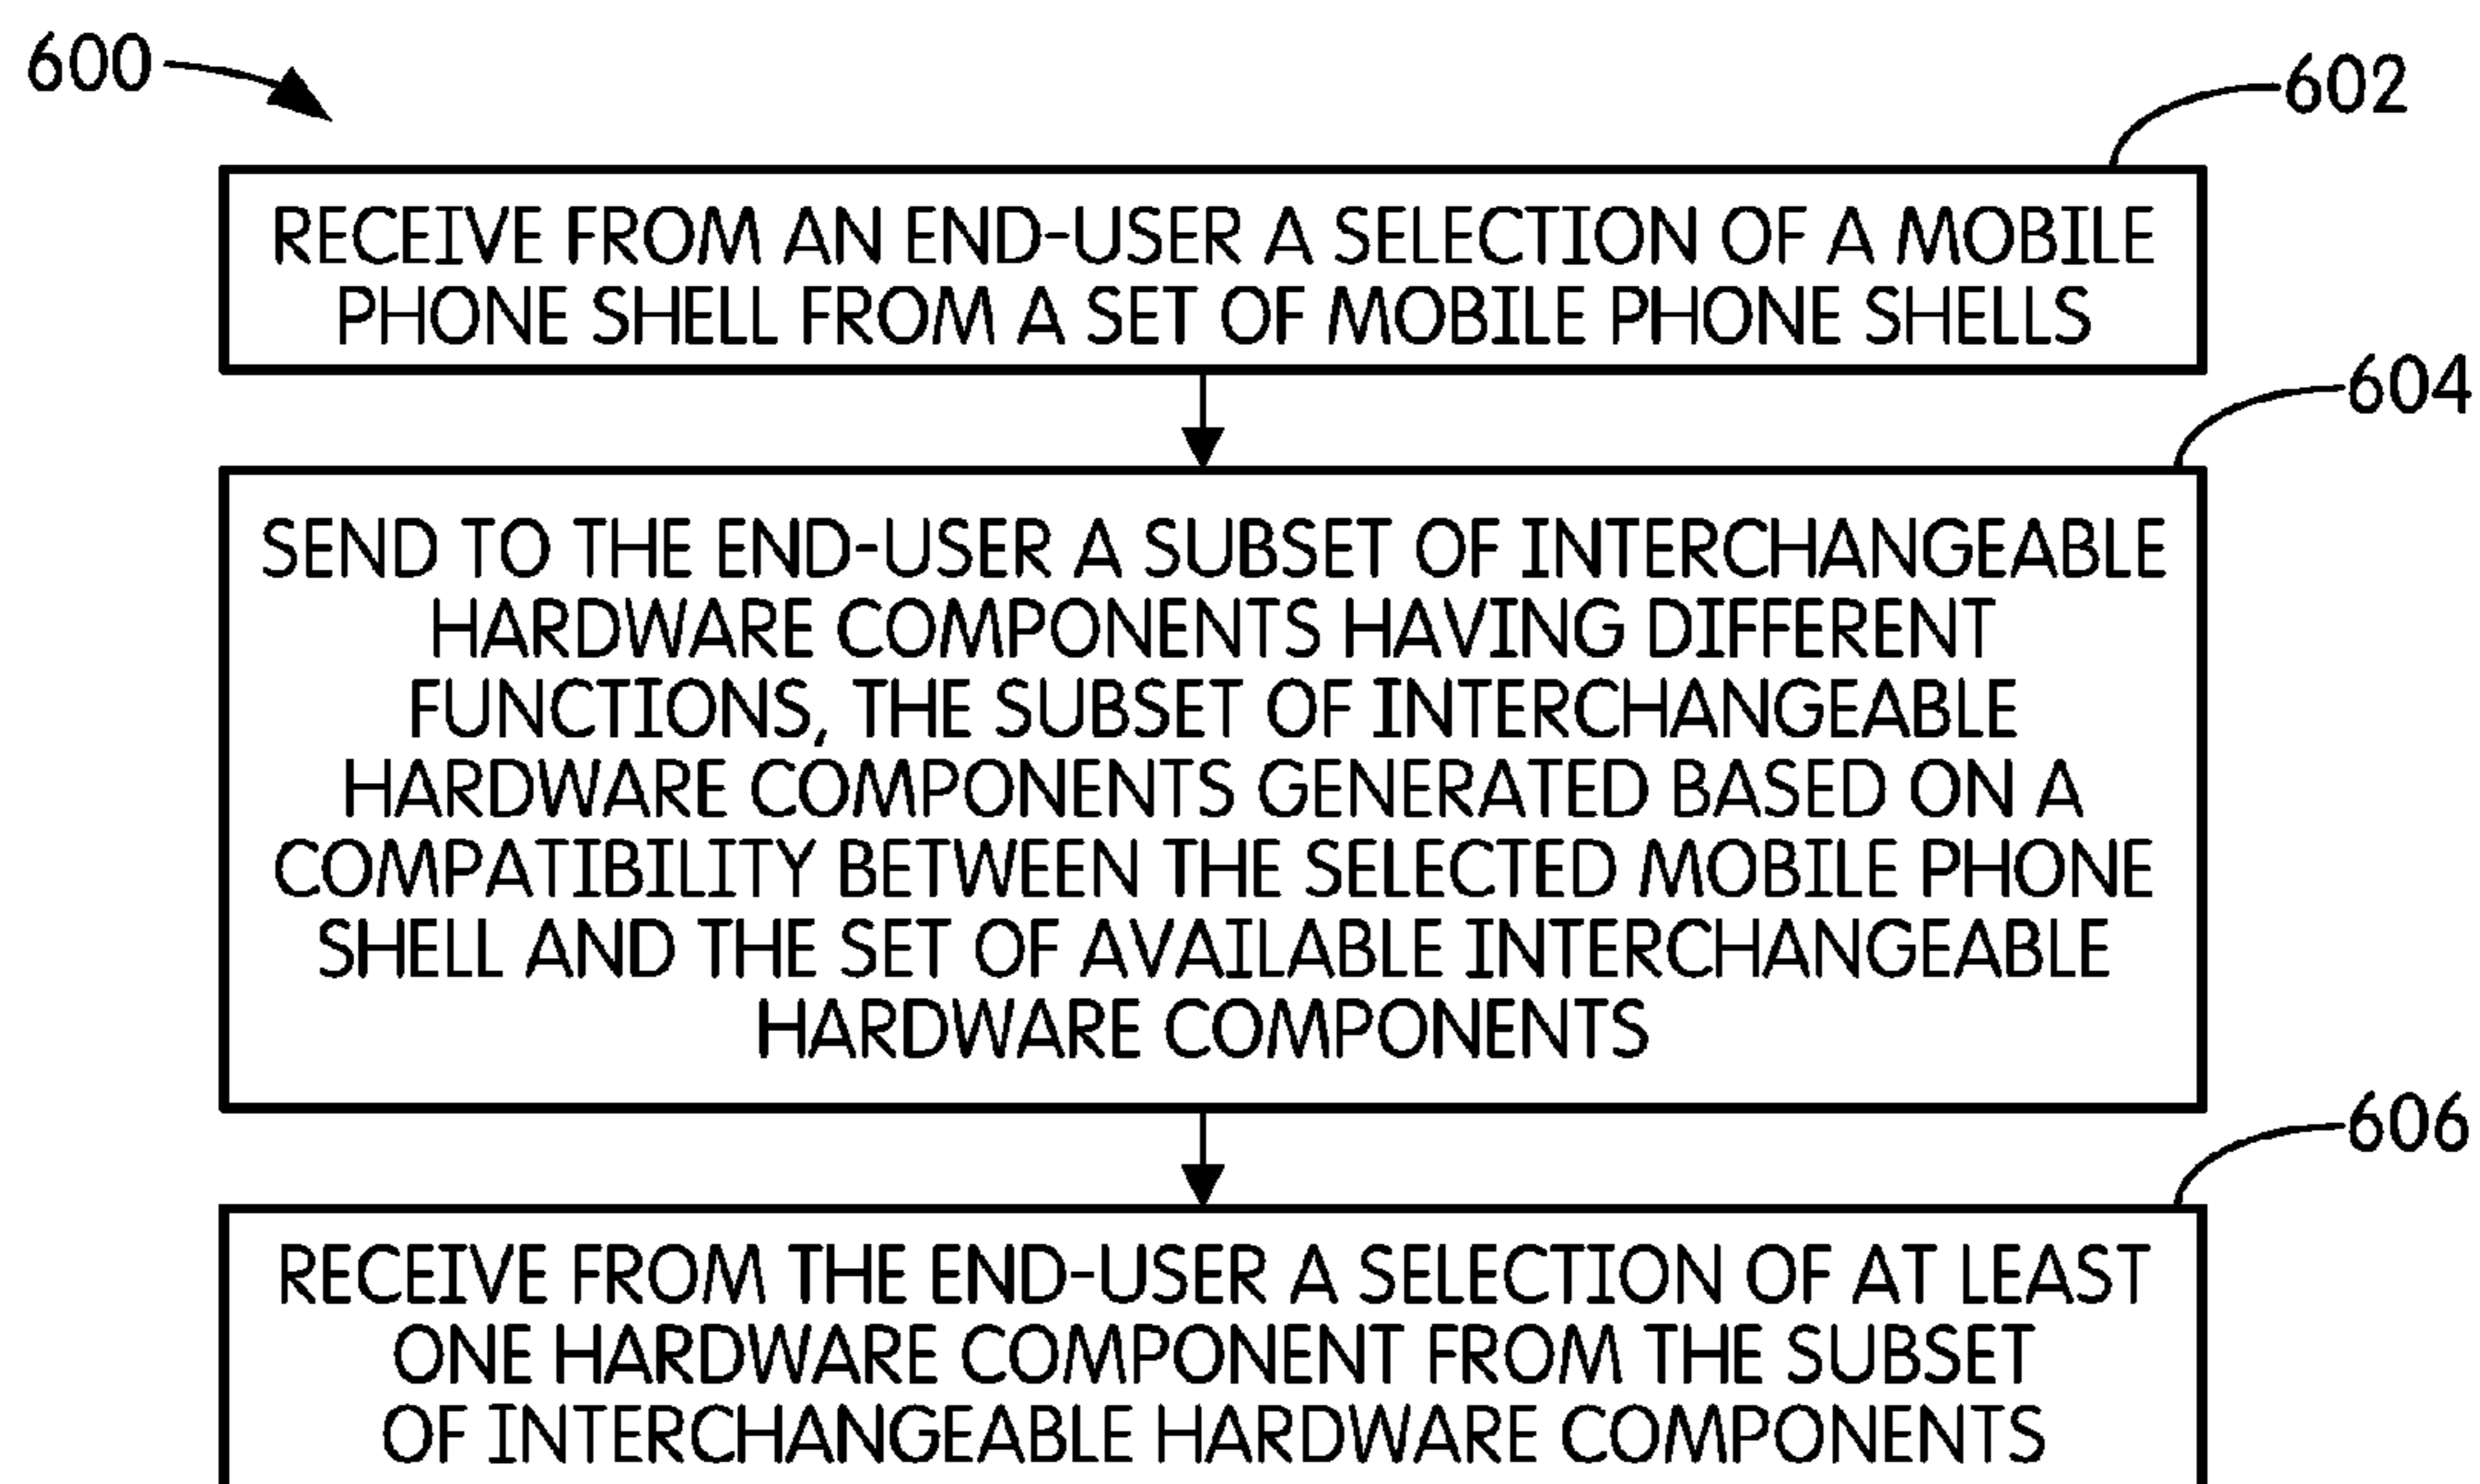 600
602
RECEIVE FROM AN END-USER A SELECTION OF A MOBILE
PHONE SHELL FROM A SET OF MOBILE PHONE SHELLS
604
SEND TO THE END-USER A SUBSET OF INTERCHANGEABLE
HARDWARE COMPONENTS HAVING DIFFERENT
FUNCTIONS, THE SUBSET OF INTERCHANGEABLE
HARDWARE COMPONENTS GENERATED BASED ON A
COMPATIBILITY BETWEEN THE SELECTED MOBILE PHONE
SHELL AND THE SET OF AVAILABLE INTERCHANGEABLE
HARDWARE COMPONENTS
606
RECEIVE FROM THE END-USER A SELECTION OF AT LEAST
ONE HARDWARE COMPONENT FROM THE SUBSET
OF INTERCHANGEABLE HARDWARE COMPONENTS